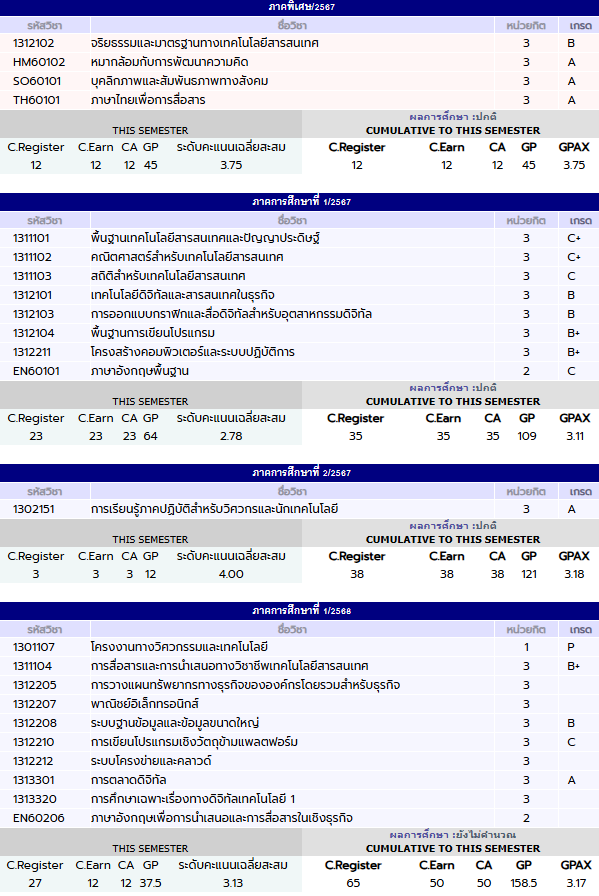 ภาคพิเศษ/2567
รหัสวิชา ชื่อวิชา หน่วยกิต เกรด
1312102 จริยธรรมและมาตรฐานทางเทคโนโลยีสารสนเทศ 3 B
HM60102 หมากล้อมกับการพัฒนาความคิด 3 A
SO60101 บุคลิกภาพและสัมพันธภาพทางสังคม 3 A
TH60101 ภาษาไทยเพื่อการสื่อสาร 3 A
ผลการศึกษา :ปกติ
THIS SEMESTER CUMULATIVE TO THIS SEMESTER
C.Register C.Earn CA GP ระดับคะแนนเฉลี่ยสะสม C.Register C.Earn CA GP GPAX
12 12 12 45 3.75 12 12 12 45 3.75
ภาคการศึกษาที่ 1/2567
รหัสวิชา ชื่อวิชา หน่วยกิต เกรด
1311101 พื้นฐานเทคโนโลยีสารสนเทศและปัญญาประดิษฐ์ 3 C+
1311102 คณิตศาสตร์สำหรับเทคโนโลยีสารสนเทศ 3 C+
1311103 สถิติสำหรับเทคโนโลยีสารสนเทศ 3 C
1312101 เทคโนโลยีดิจิทัลและสารสนเทศในธุรกิจ 3 B
1312103 การออกแบบกราฟิกและสื่อดิจิทัลสำหรับอุตสาหกรรมดิจิทัล 3 B
1312104 พื้นฐานการเขียนโปรแกรม 3 B+
1312211 โครงสร้างคอมพิวเตอร์และระบบปฏิบัติการ 3 B+
EN60101 ภาษาอังกฤษพื้นฐาน 2 C
ผลการศึกษา :ปกติ
THIS SEMESTER CUMULATIVE TO THIS SEMESTER
C.Register C.Earn CA GP ระดับคะแนนเฉลี่ยสะสม C.Register C.Earn CA GP GPAX
23 23 23 64 2.78 35 35 35 109 3.11
ภาคการศึกษาที่ 2/2567
รหัสวิชา ชื่อวิชา หน่วยกิต เกรด
1302151 การเรียนรู้ภาคปฏิบัติสำหรับวิศวกรและนักเทคโนโลยี 3 A
ผลการศึกษา :ปกติ
THIS SEMESTER CUMULATIVE TO THIS SEMESTER
C.Register C.Earn CA GP ระดับคะแนนเฉลี่ยสะสม C.Register C.Earn CA GP GPAX
3 3 3 12 4.00 38 38 38 121 3.18
ภาคการศึกษาที่ 1/2568
รหัสวิชา ชื่อวิชา หน่วยกิต เกรด
1301107 โครงงานทางวิศวกรรมและเทคโนโลยี 1 P
1311104 การสื่อสารและการนำเสนอทางวิชาชีพเทคโนโลยีสารสนเทศ 3 B+
1312205 การวางแผนทรัพยากรทางธุรกิจขององค์กรโดยรวมสำหรับธุรกิจ 3
1312207 พาณิชย์อิเล็กทรอนิกส์ 3
1312208 ระบบฐานข้อมูลและข้อมูลขนาดใหญ่ 3 B
1312210 การเขียนโปรแกรมเชิงวัตถุข้ามแพลตฟอร์ม 3 C
1312212 ระบบโครงข่ายและคลาวด์ 3
1313301 การตลาดดิจิทัล 3 A
1313320 การศึกษาเฉพาะเรื่องทางดิจิทัลเทคโนโลยี 1 3
EN60206 ภาษาอังกฤษเพื่อการนำเสนอและการสื่อสารในเชิงธุรกิจ 2
ผลการศึกษา :ยังไม่คำนวณ
THIS SEMESTER CUMULATIVE TO THIS SEMESTER
C.Register C.Earn CA GP ระดับคะแนนเฉลี่ยสะสม C.Register C.Earn CA GP GPAX
27 12 12 37.5 3.13 65 50 50 158.5 3.17